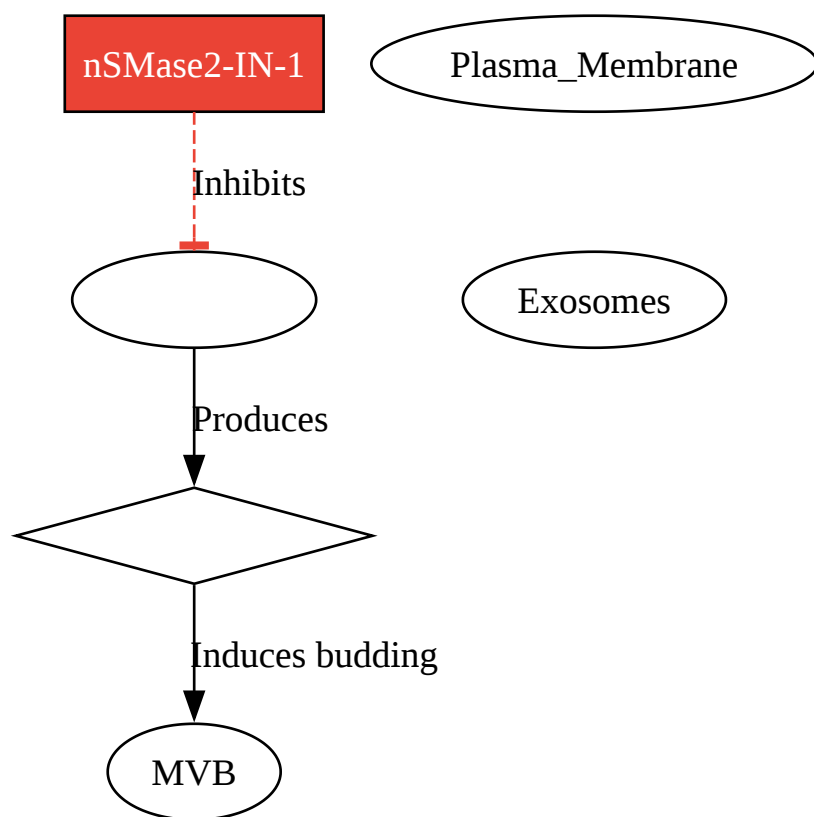 nSMase2-IN-1
Plasma_Membrane
Inhibits
Exosomes
Produces
Induces budding
MVB